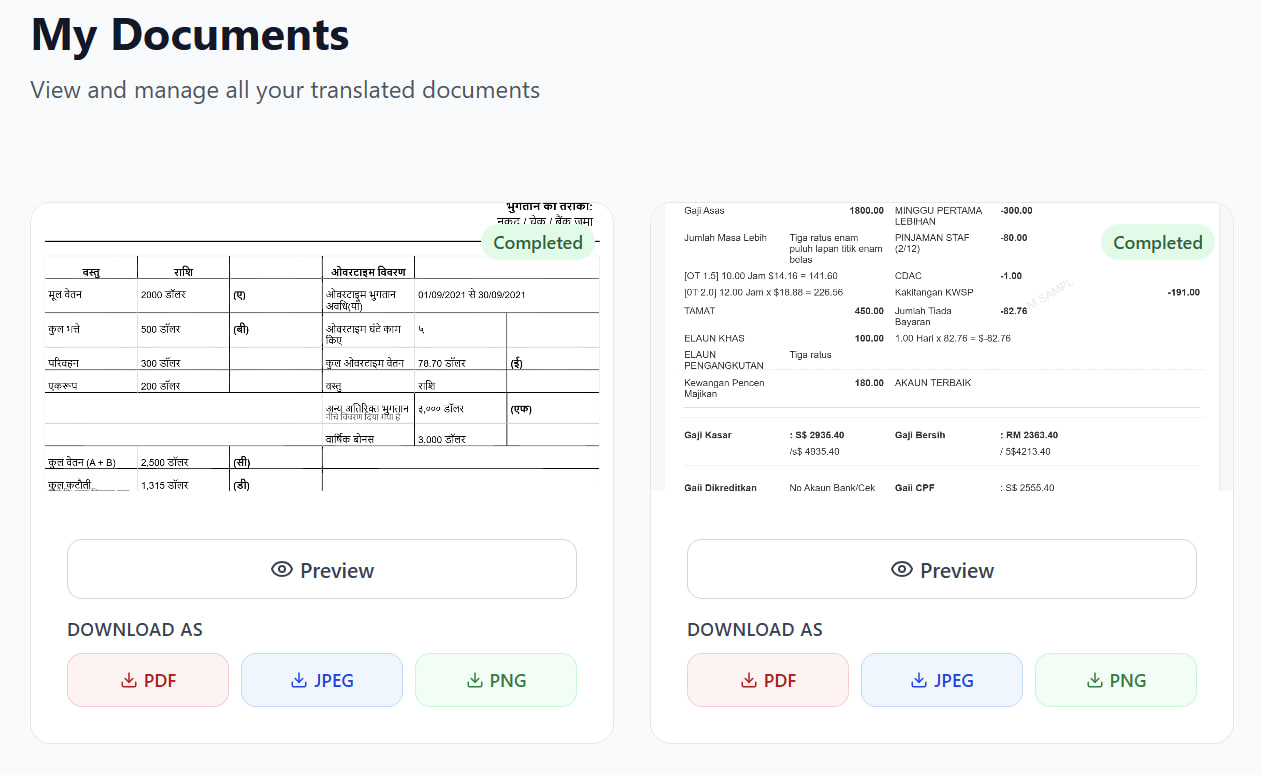 My Documents
View and manage all your translated documents
भुगतान का तरीका:
नकद / चेक / बैंक जमा
Completed
वस्तु राशि ओवरटाइम विवरण
मूल वेतन 2000 डॉलर (ए) ओवरटाइम भुगतान 01/09/2021 से 30/09/2021
अवधि(यों)
कुल भत्ते 500 डॉलर (बी) ओवरटाइम घंटे काम ५
किए
परिवहन 300 डॉलर कुल ओवरटाइम वेतन 78.70 डॉलर (ई)
एकरूप 200 डॉलर वस्तु राशि
अन्य अतिरिक्त भुगतान ३,००० डॉलर (एफ)
नीचे विवरण दिया गया है
वार्षिक बोनस 3,000 डॉलर
कुल वेतन (A + B) 2,500 डॉलर (सी)
कुल कटौती 1,315 डॉलर (डी)
Preview
DOWNLOAD AS
PDF JPEG PNG
Gaji Asas 1800.00 MINGGU PERTAMA -300.00
LEBIHAN
Completed
Jumlah Masa Lebih Tiga ratus enam PINJAMAN STAF -80.00
puluh lapan titik enam (2/12)
belas
[OT 1.5] 10.00 Jam $14.16 = 141.60 CDAC -1.00
[OT 2.0] 12.00 Jam x $18.88 = 226.56 Kakitangan KWSP -191.00
M SAMPL
TAMAT 450.00 Jumlah Tiada -82.76
Bayaran
ELAUN KHAS 100.00 1.00 Hari x 82.76 = $-82.76
ELAUN Tiga ratus
PENGANGKUTAN
Kewangan Pencen 180.00 AKAUN TERBAIK
Majikan
Gaji Kasar : S$ 2935.40 Gaji Bersih : RM 2363.40
/s$ 4935.40 / 5$4213.40
Gaji Dikreditkan No Akaun Bank/Cek Gaji CPF : S$ 2555.40
Preview
DOWNLOAD AS
PDF JPEG PNG